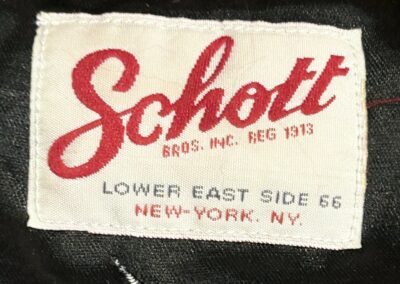 Schott
BROS. INC. REG 1913
LOWER EAST SIDE 66
NEW-YORK. NY.